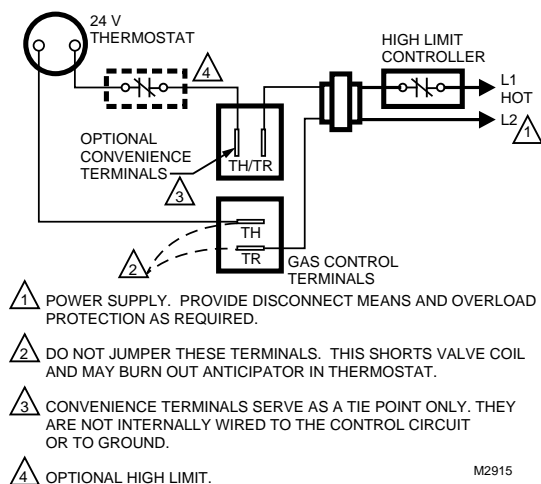 24 V
THERMOSTAT
4
HIGH LIMIT
CONTROLLER
L1
HOT
L2
1
OPTIONAL
CONVENIENCE
TERMINALS
3
TH/TR
TH
TR
2
GAS CONTROL
TERMINALS
1 POWER SUPPLY. PROVIDE DISCONNECT MEANS AND OVERLOAD
PROTECTION AS REQUIRED.
2 DO NOT JUMPER THESE TERMINALS. THIS SHORTS VALVE COIL
AND MAY BURN OUT ANTICIPATOR IN THERMOSTAT.
3 CONVENIENCE TERMINALS SERVE AS A TIE POINT ONLY. THEY
ARE NOT INTERNALLY WIRED TO THE CONTROL CIRCUIT
OR TO GROUND.
4 OPTIONAL HIGH LIMIT.
M2915